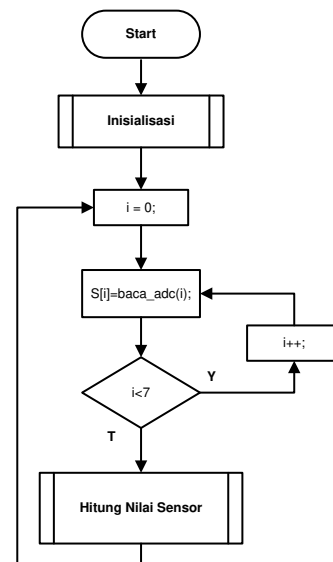 Start
Inisialisasi
i = 0;
S[i]=baca_adc(i);
i++;
i<7
Y
T
Hitung Nilai Sensor